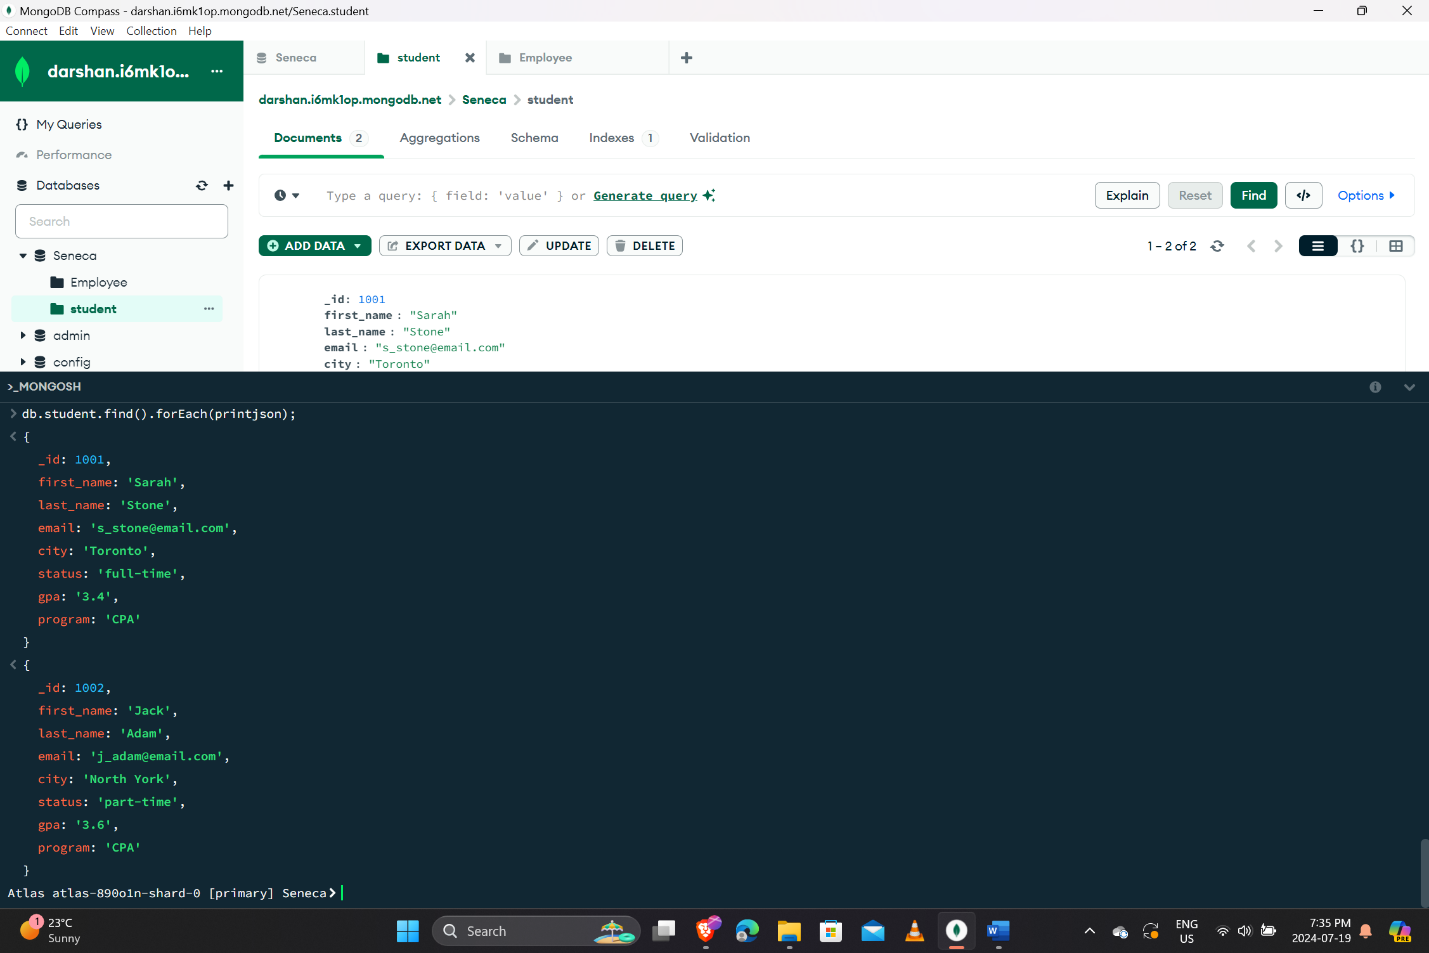 MongoDB Compass - darshan.i6mk1op.mongodb.net/Seneca.student
Connect Edit View Collection Help
darshan.i6mk1o... ···
{} My Queries
Performance
Databases
Search
Seneca
Employee
student ···
admin
config
Seneca student Employee
darshan.i6mk1op.mongodb.net > Seneca > student
Documents 2 Aggregations Schema Indexes 1 Validation
Type a query: { field: 'value' } or Generate query Explain Reset Find </> Options
ADD DATA EXPORT DATA UPDATE DELETE 1 – 2 of 2 {}
_id: 1001
first_name : "Sarah"
last_name : "Stone"
email : "s_stone@email.com"
city : "Toronto"
>_MONGOSH
> db.student.find().forEach(printjson);
< {
_id: 1001,
first_name: 'Sarah',
last_name: 'Stone',
email: 's_stone@email.com',
city: 'Toronto',
status: 'full-time',
gpa: '3.4',
program: 'CPA'
}
< {
_id: 1002,
first_name: 'Jack',
last_name: 'Adam',
email: 'j_adam@email.com',
city: 'North York',
status: 'part-time',
gpa: '3.6',
program: 'CPA'
}
Atlas atlas-890o1n-shard-0 [primary] Seneca>
1
23°C
Sunny
Search
W
ENG
US
7:35 PM
2024-07-19
PRE